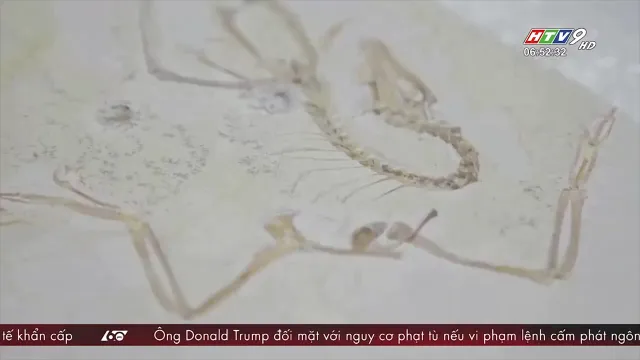 HTV9 HD
06:52:32
tế khẩn cấp 60 Ông Donald Trump đối mặt với nguy cơ phạt tù nếu vi phạm lệnh cấm phát ngôn